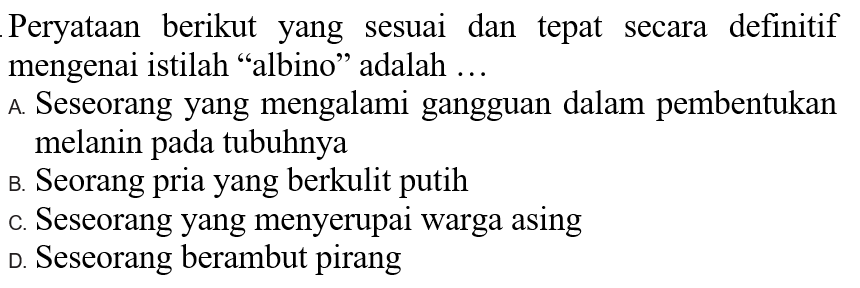 .Peryataan berikut yang sesuai dan tepat secara definitif
mengenai istilah “albino” adalah …
A. Seseorang yang mengalami gangguan dalam pembentukan
melanin pada tubuhnya
B. Seorang pria yang berkulit putih
C. Seseorang yang menyerupai warga asing
D. Seseorang berambut pirang